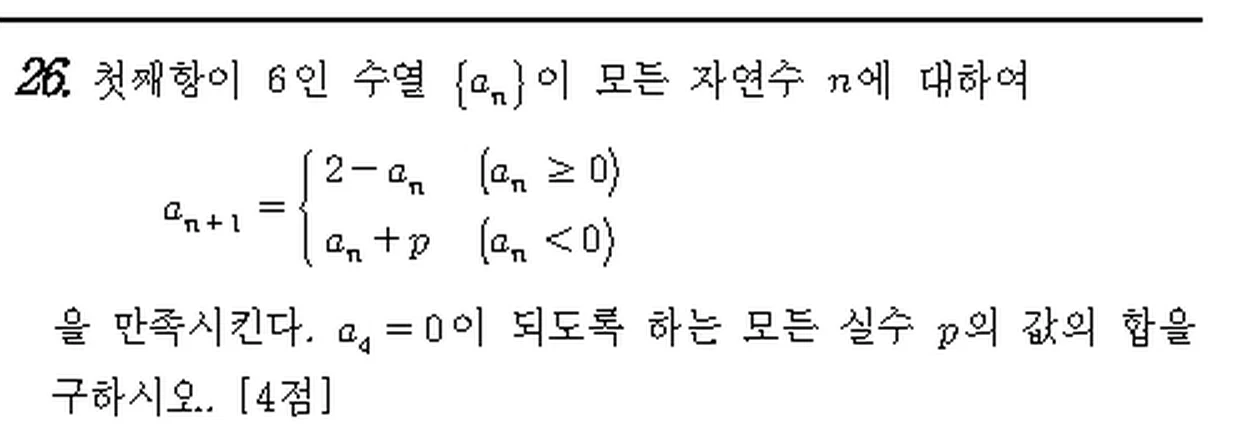 26. 첫째항이 6인 수열 {aₙ}이 모든 자연수 n에 대하여
aₙ₊₁ = { 2 − aₙ (aₙ ≥ 0)
aₙ + p (aₙ < 0)
을 만족시킨다. a₄ = 0이 되도록 하는 모든 실수 p의 값의 합을
구하시오.. [4점]